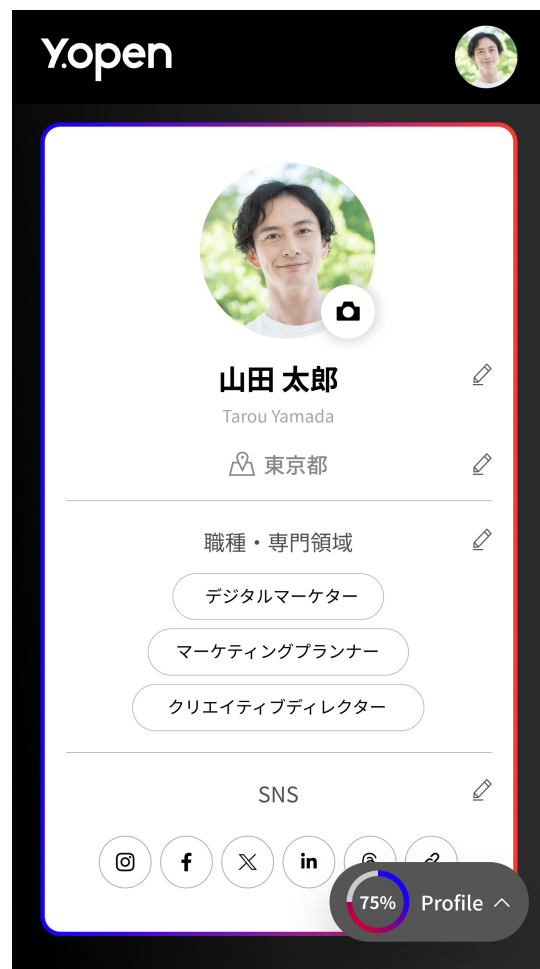 Y.open
山田 太郎
Tarou Yamada
東京都
職種・専門領域
デジタルマーケター
マーケティングプランナー
クリエイティブディレクター
SNS
in
75% Profile